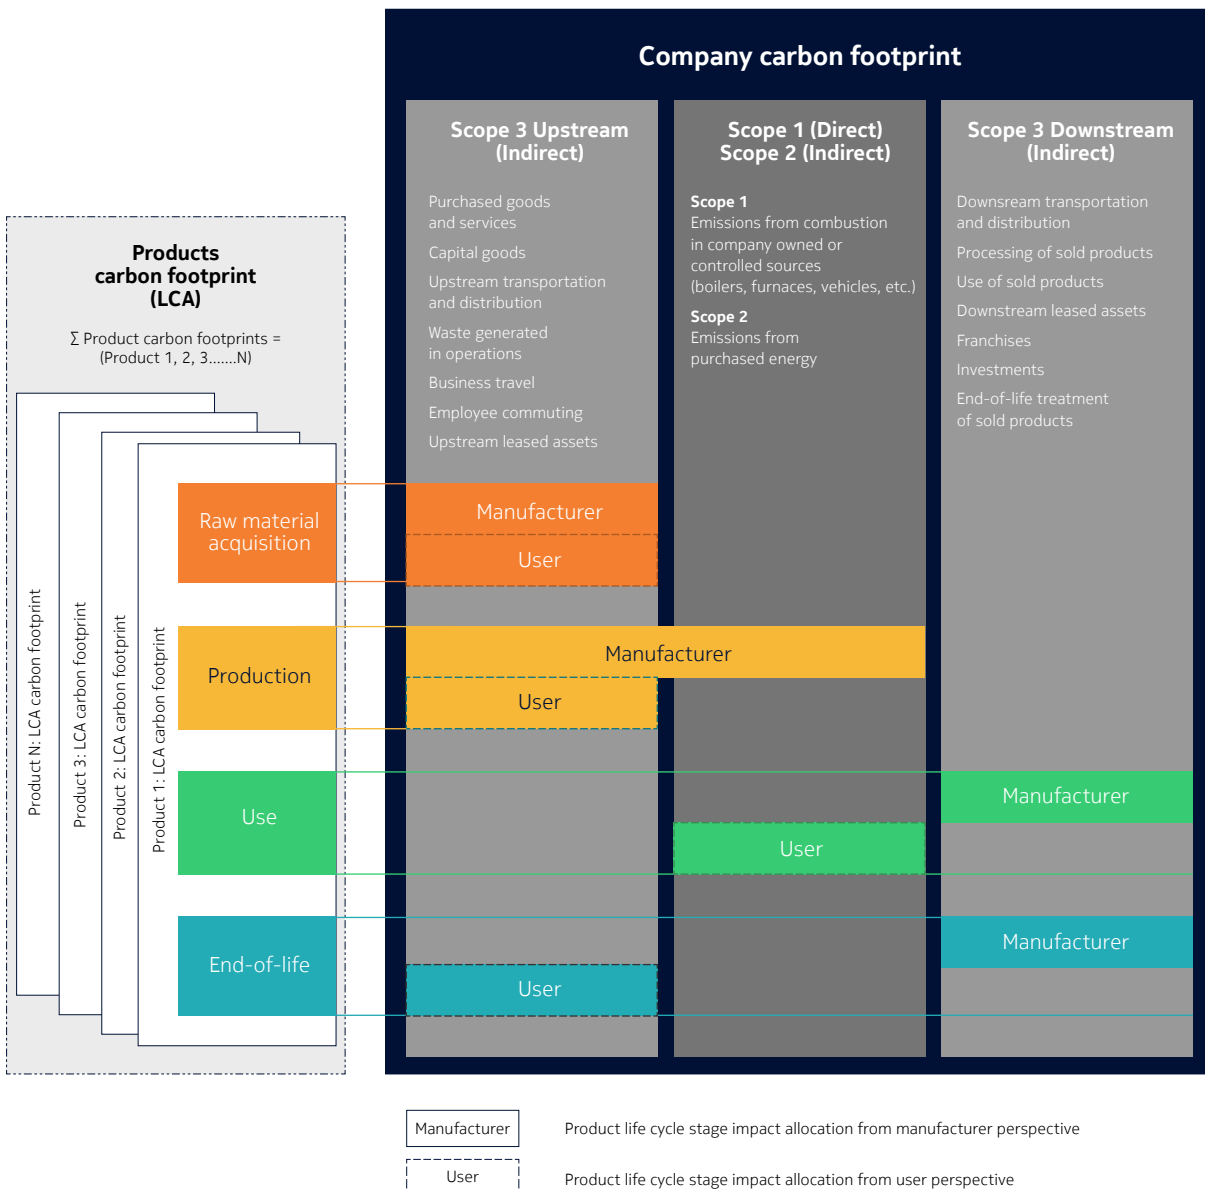 Company carbon footprint
Scope 3 Upstream
(Indirect)
Purchased goods
and services
Capital goods
Upstream transportation
and distribution
Waste generated
in operations
Business travel
Employee commuting
Upstream leased assets
Scope 1 (Direct)
Scope 2 (Indirect)
Scope 1
Emissions from combustion
in company owned or
controlled sources
(boilers, furnaces, vehicles, etc.)
Scope 2
Emissions from
purchased energy
Scope 3 Downstream
(Indirect)
Downsream transportation
and distribution
Processing of sold products
Use of sold products
Downstream leased assets
Franchises
Investments
End-of-life treatment
of sold products
Products
carbon footprint
(LCA)
Σ Product carbon footprints =
(Product 1, 2, 3.......N)
Product N: LCA carbon footprint
Product 3: LCA carbon footprint
Product 2: LCA carbon footprint
Product 1: LCA carbon footprint
Raw material
acquisition
Manufacturer
User
Production
Manufacturer
User
Use
Manufacturer
User
End-of-life
Manufacturer
User
Manufacturer
Product life cycle stage impact allocation from manufacturer perspective
User
Product life cycle stage impact allocation from user perspective